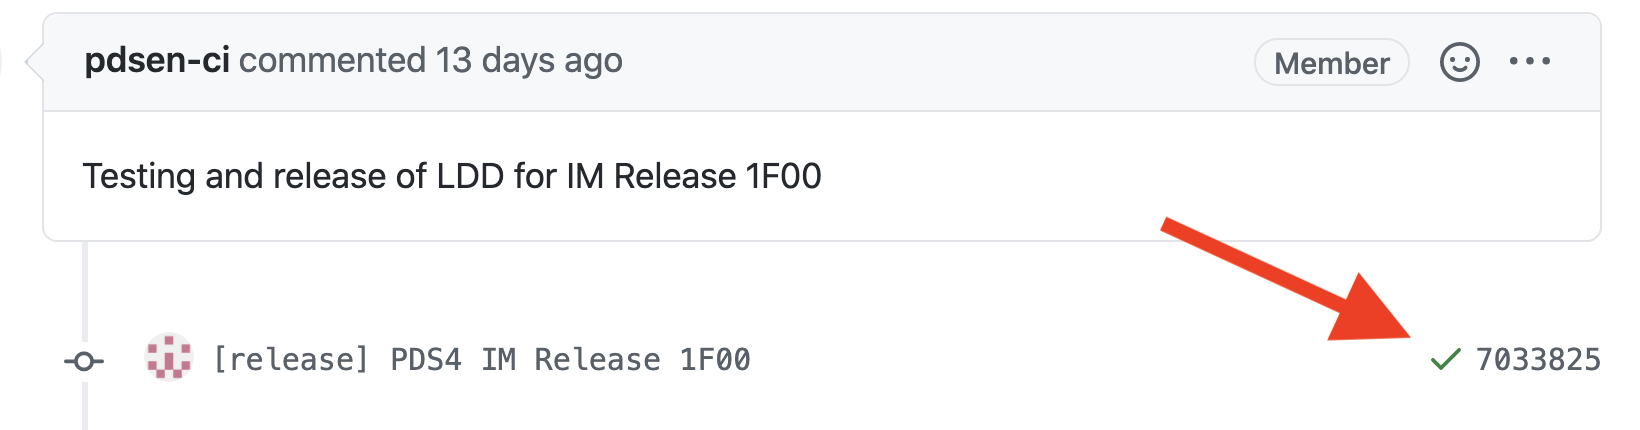 pdsen-ci commented 13 days ago Member
Testing and release of LDD for IM Release 1F00
[release] PDS4 IM Release 1F00 7033825